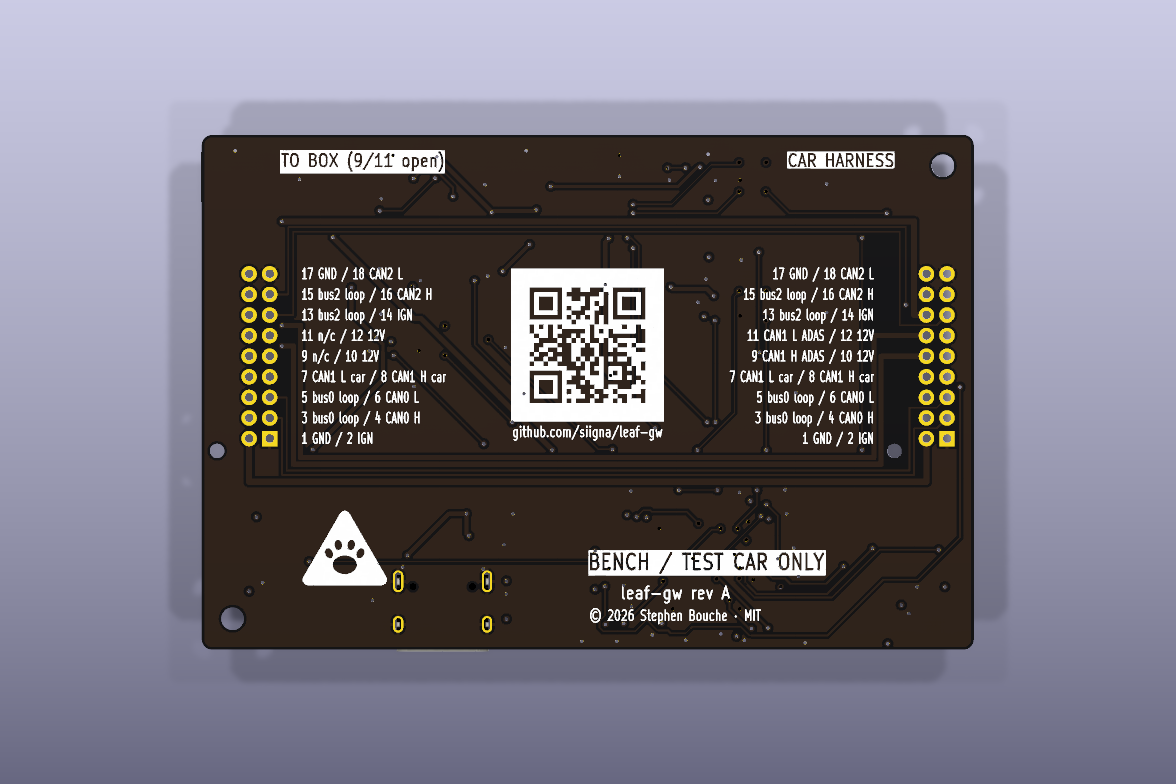 TO BOX (9/11 open)
CAR HARNESS
17 GND / 18 CAN2 L
15 bus2 loop / 16 CAN2 H
13 bus2 loop / 14 IGN
11 n/c / 12 12V
9 n/c / 10 12V
7 CAN1 L car / 8 CAN1 H car
5 bus0 loop / 6 CAN0 L
3 bus0 loop / 4 CAN0 H
1 GND / 2 IGN
17 GND / 18 CAN2 L
15 bus2 loop / 16 CAN2 H
13 bus2 loop / 14 IGN
11 CAN1 L ADAS / 12 12V
9 CAN1 H ADAS / 10 12V
7 CAN1 L car / 8 CAN1 H car
5 bus0 loop / 6 CAN0 L
3 bus0 loop / 4 CAN0 H
1 GND / 2 IGN
github.com/siigna/leaf-gw
BENCH / TEST CAR ONLY
leaf-gw rev A
© 2026 Stephen Bouche · MIT